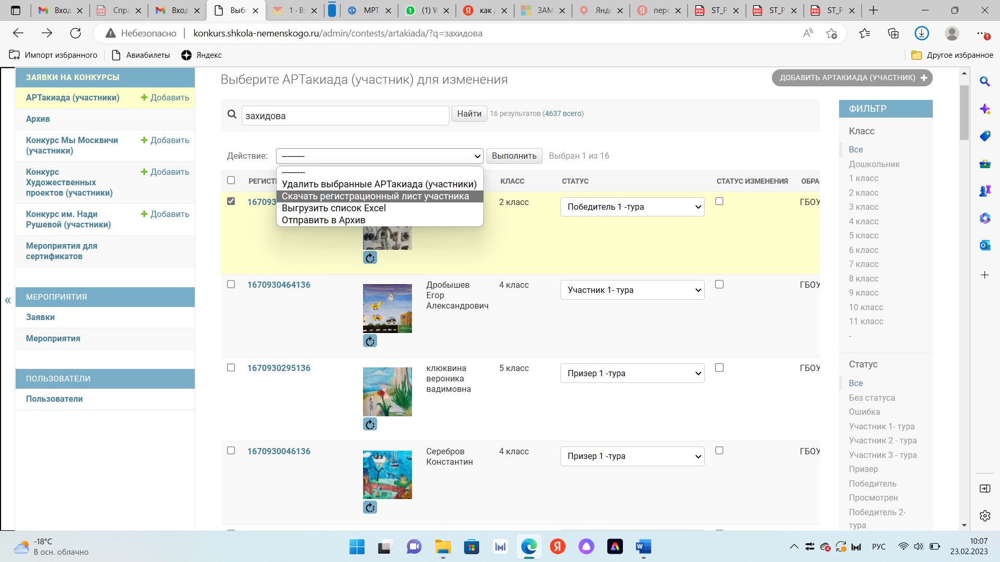 Вход
Спра
Вход
Выбе
1 · Вх
МРТ
(1) W
как д
ЗАМ
Янде
пере
ST_P
ST_P
ST_P
Небезопасно
konkurs.shkola-nemenskogo.ru/admin/contests/artakiada/?q=захидова
Импорт избранного
Авиабилеты
Яндекс
Другое избранное
ЗАЯВКИ НА КОНКУРСЫ
АРТакиада (участники) Добавить
Архив
Конкурс Мы Москвичи (участники) Добавить
Конкурс Художественных проектов (участники) Добавить
Конкурс им. Нади Рушевой (участники) Добавить
Мероприятия для сертификатов
МЕРОПРИЯТИЯ
Заявки
Мероприятия
ПОЛЬЗОВАТЕЛИ
Пользователи
«
Выберите АРТакиада (участник) для изменения
ДОБАВИТЬ АРТАКИАДА (УЧАСТНИК)
захидова
Найти
16 результатов (4637 всего)
Действие:
---------
Выполнить
Выбран 1 из 16
---------
Удалить выбранные АРТакиада (участники)
Скачать регистрационный лист участника
Выгрузить список Excel
Отправить в Архив
РЕГИСТ КЛАСС СТАТУС СТАТУС ИЗМЕНЕНИЯ ОБРА
1670930 2 класс Победитель 1 -тура ГБОУ
1670930464136 Дробышев 4 класс Участник 1- тура ГБОУ
Егор
Александрович
1670930295136 клюквина 5 класс Призер 1 -тура ГБОУ
вероника
вадимовна
1670930046136 Серебров 4 класс Призер 1 -тура ГБОУ
Константин
ФИЛЬТР
Класс
Все
Дошкольник
1 класс
2 класс
3 класс
4 класс
5 класс
6 класс
7 класс
8 класс
9 класс
10 класс
11 класс
-
Статус
Все
Без статуса
Ошибка
Участник 1- тура
Участник 2 - тура
Участник 3 - тура
Призер
Победитель
Просмотрен
Победитель 2-
тура
-18°C
В осн. облачно
РУС
10:07
23.02.2023